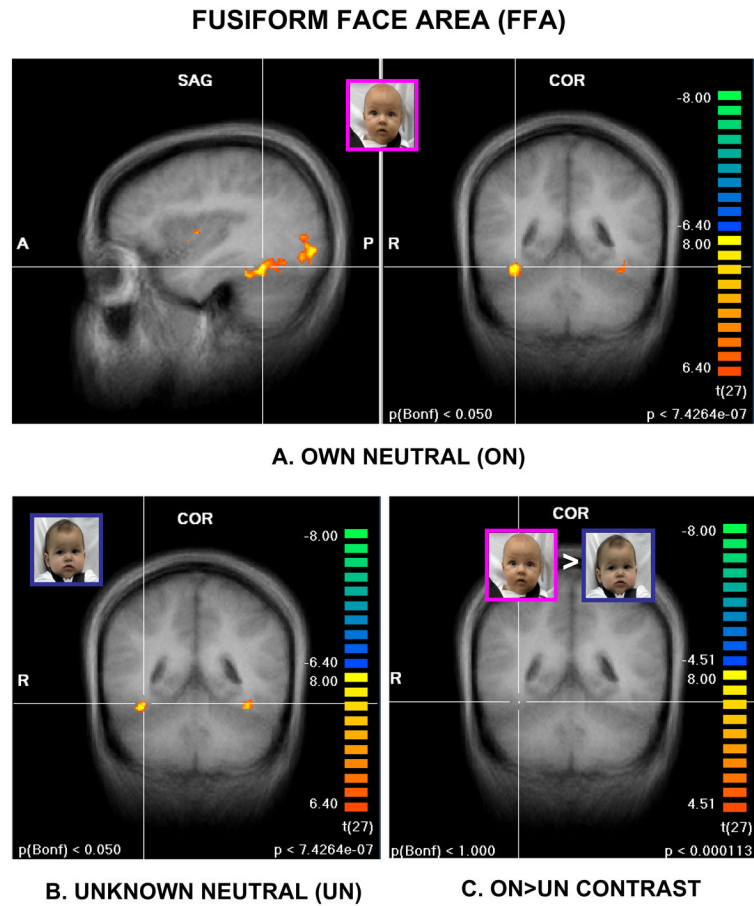 FUSIFORM FACE AREA (FFA)
SAG
COR
A
P
R
-8.00
-6.40
8.00
6.40
t(27)
p(Bonf) < 0.050
p < 7.4264e-07
A. OWN NEUTRAL (ON)
COR
R
-8.00
-6.40
8.00
6.40
t(27)
p(Bonf) < 0.050
p < 7.4264e-07
COR
>
R
-8.00
-4.51
8.00
4.51
t(27)
p(Bonf) < 1.000
p < 0.000113
B. UNKNOWN NEUTRAL (UN)
C. ON>UN CONTRAST